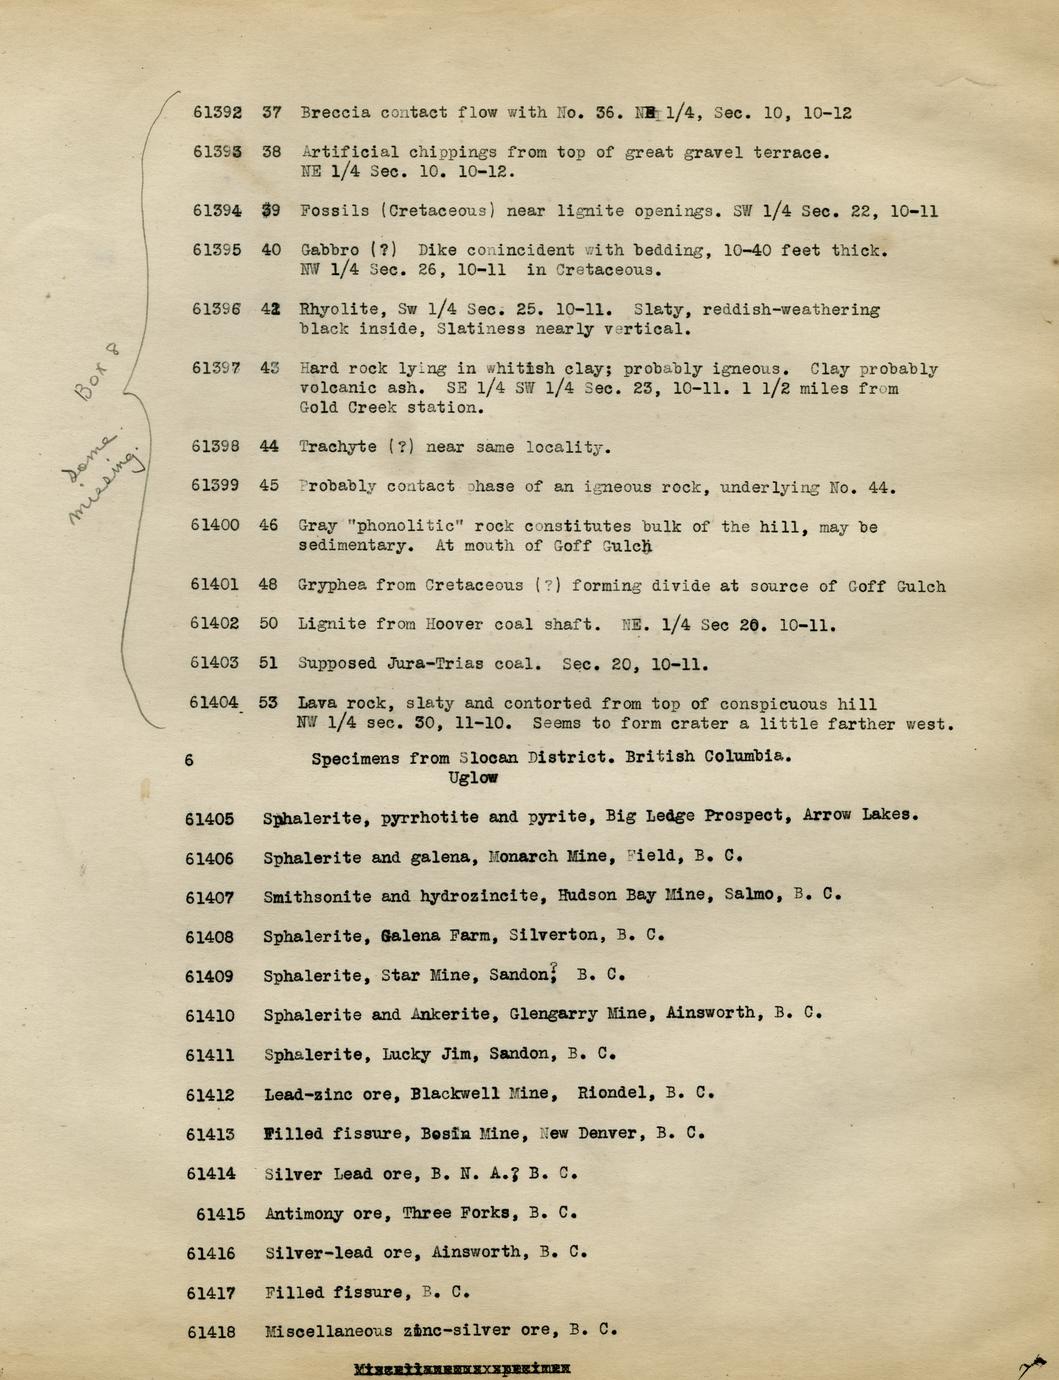 61392 37 Breccia contact flow with No. 36. NE 1/4, Sec. 10, 10-12
61393 38 Artificial chippings from top of great gravel terrace.
NE 1/4 Sec. 10. 10-12.
61394 39 Fossils (Cretaceous) near lignite openings. SW 1/4 Sec. 22, 10-11
61395 40 Gabbro (?) Dike conincident with bedding, 10-40 feet thick.
NW 1/4 Sec. 26, 10-11 in Cretaceous.
61396 42 Rhyolite, Sw 1/4 Sec. 25. 10-11. Slaty, reddish-weathering
black inside, Slatiness nearly vertical.
61397 43 Hard rock lying in whitish clay; probably igneous. Clay probably
volcanic ash. SE 1/4 SW 1/4 Sec. 23, 10-11. 1 1/2 miles from
Gold Creek station.
61398 44 Trachyte (?) near same locality.
61399 45 Probably contact phase of an igneous rock, underlying No. 44.
61400 46 Gray "phonolitic" rock constitutes bulk of the hill, may be
sedimentary. At mouth of Goff Gulch
61401 48 Gryphea from Cretaceous (?) forming divide at source of Goff Gulch
61402 50 Lignite from Hoover coal shaft. NE. 1/4 Sec 20. 10-11.
61403 51 Supposed Jura-Trias coal. Sec. 20, 10-11.
61404 53 Lava rock, slaty and contorted from top of conspicuous hill
NW 1/4 sec. 30, 11-10. Seems to form crater a little farther west.
Box 8
Some.
missing.
6 Specimens from Slocan District. British Columbia.
Uglow
61405 Sphalerite, pyrrhotite and pyrite, Big Ledge Prospect, Arrow Lakes.
61406 Sphalerite and galena, Monarch Mine, Field, B. C.
61407 Smithsonite and hydrozincite, Hudson Bay Mine, Salmo, B. C.
61408 Sphalerite, Galena Farm, Silverton, B. C.
61409 Sphalerite, Star Mine, Sandon,? B. C.
61410 Sphalerite and Ankerite, Glengarry Mine, Ainsworth, B. C.
61411 Sphalerite, Lucky Jim, Sandon, B. C.
61412 Lead-zinc ore, Blackwell Mine, Riondel, B. C.
61413 Filled fissure, Bosin Mine, New Denver, B. C.
61414 Silver Lead ore, B. N. A.? B. C.
61415 Antimony ore, Three Forks, B. C.
61416 Silver-lead ore, Ainsworth, B. C.
61417 Filled fissure, B. C.
61418 Miscellaneous zinc-silver ore, B. C.